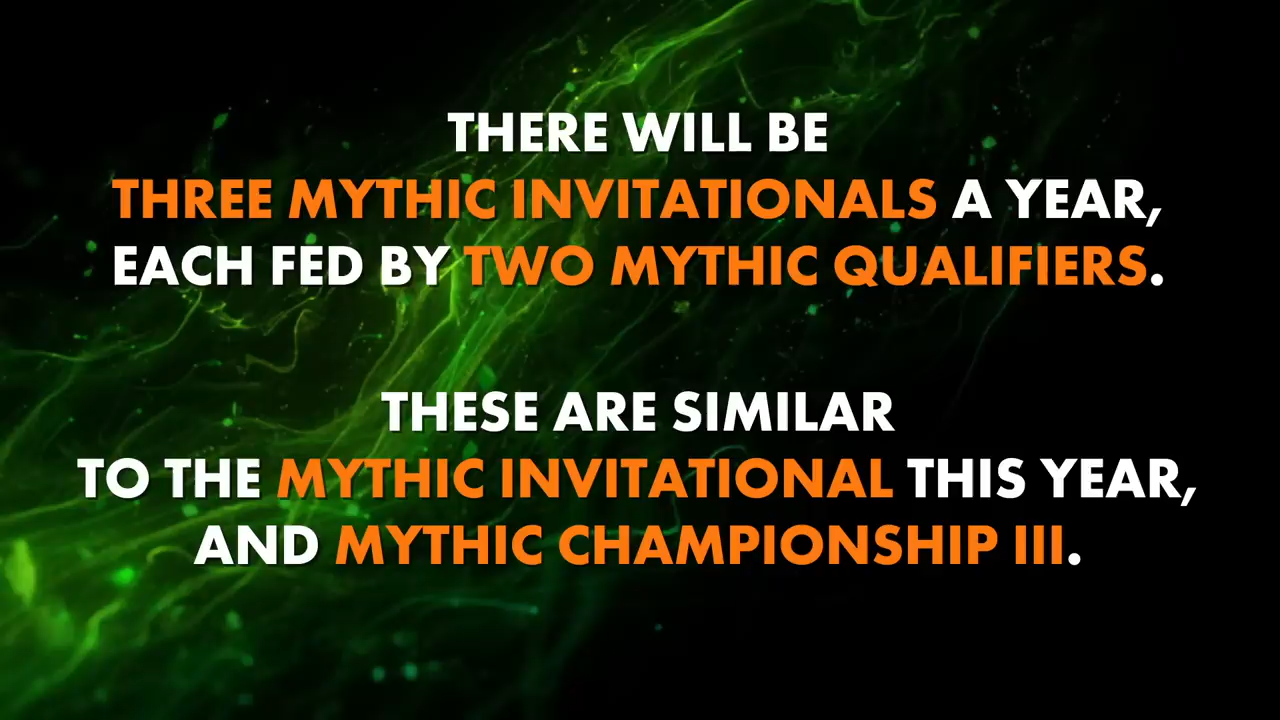 THERE WILL BE
THREE MYTHIC INVITATIONALS A YEAR,
EACH FED BY TWO MYTHIC QUALIFIERS.
THESE ARE SIMILAR
TO THE MYTHIC INVITATIONAL THIS YEAR,
AND MYTHIC CHAMPIONSHIP III.